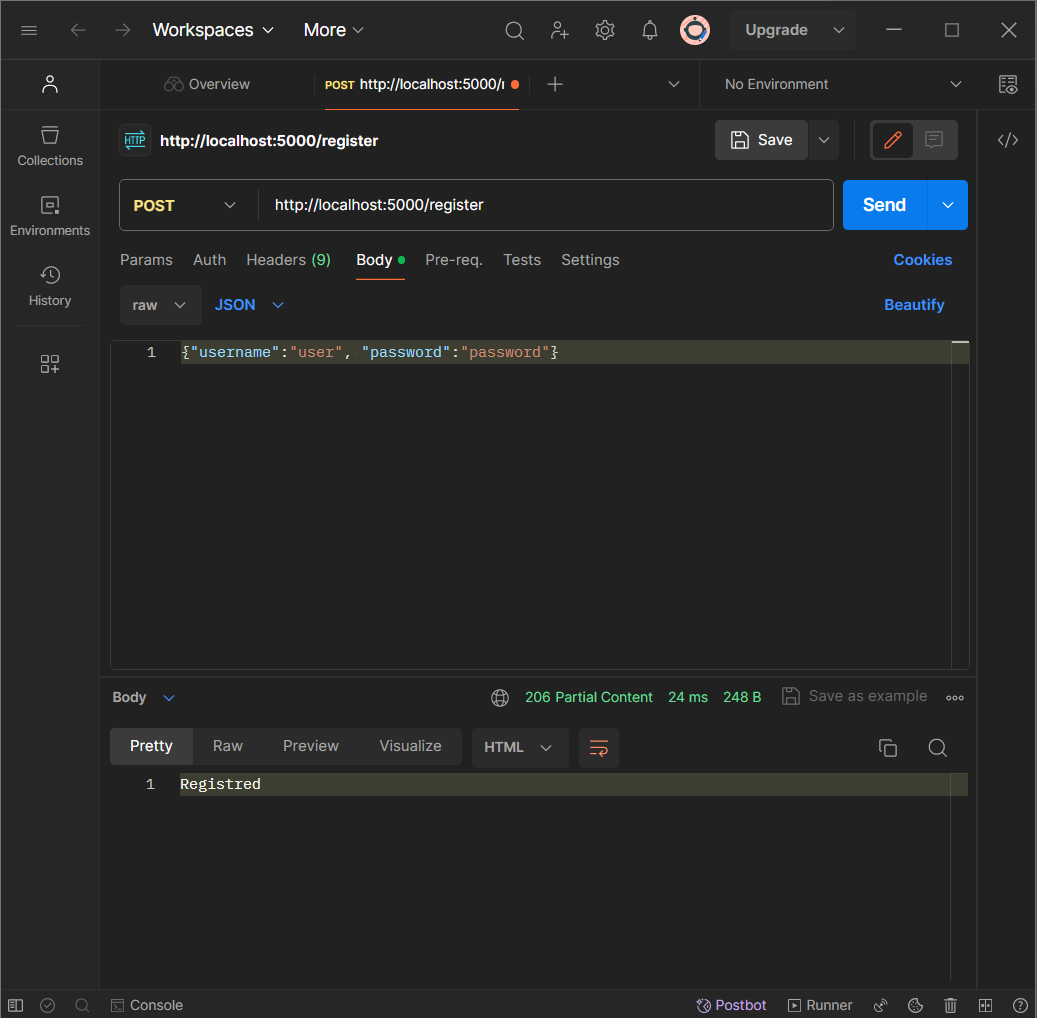 Workspaces More Upgrade
Overview POST http://localhost:5000/r No Environment
HTTP http://localhost:5000/register Save
Collections
POST http://localhost:5000/register Send
Environments
Params Auth Headers (9) Body Pre-req. Tests Settings Cookies
History
raw JSON Beautify
1 {"username":"user", "password":"password"}
Body 206 Partial Content 24 ms 248 B Save as example
Pretty Raw Preview Visualize HTML
1 Registred
Console Postbot Runner